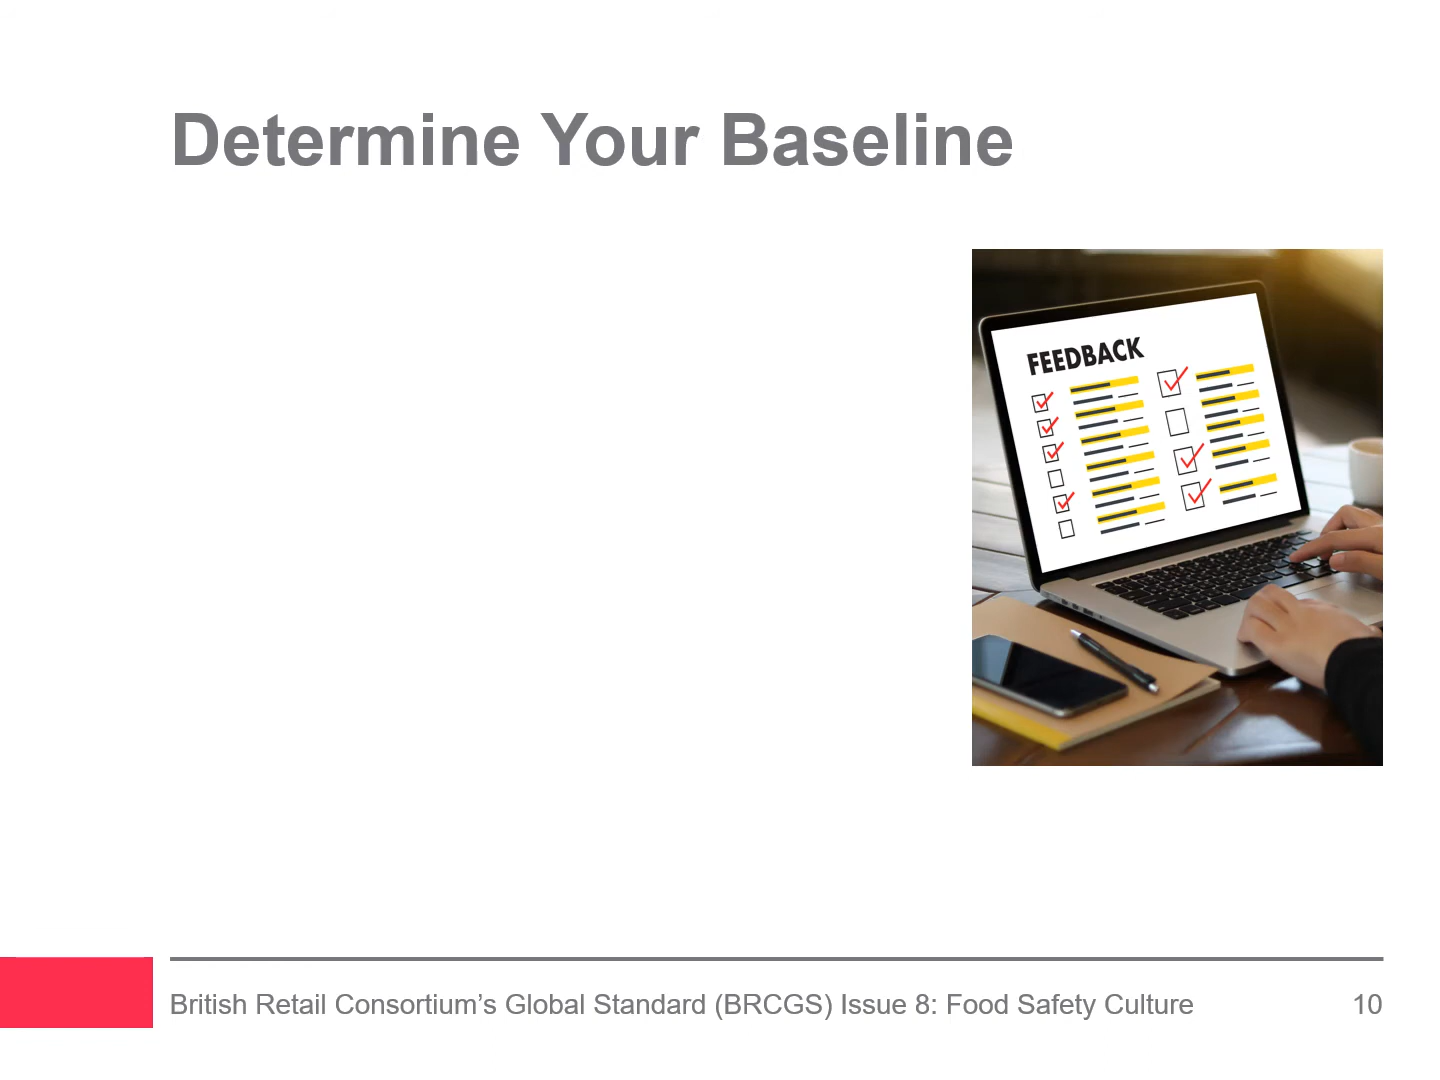 Determine Your Baseline
FEEDBACK
British Retail Consortium’s Global Standard (BRCGS) Issue 8: Food Safety Culture
10